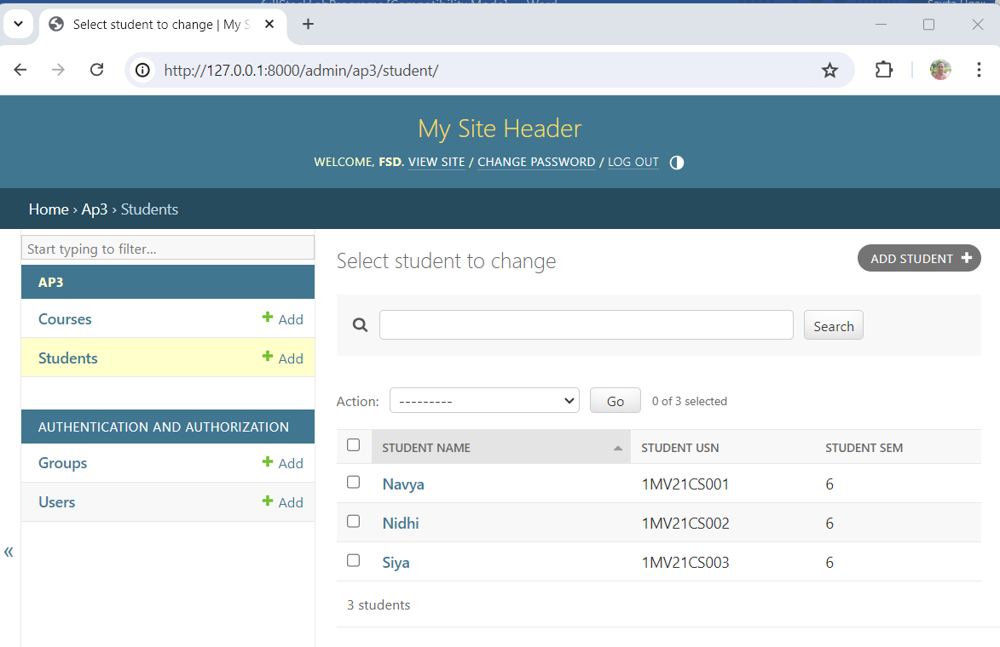 Select student to change | My S
http://127.0.0.1:8000/admin/ap3/student/
My Site Header
WELCOME, FSD. VIEW SITE / CHANGE PASSWORD / LOG OUT
Home › Ap3 › Students
Start typing to filter...
AP3
Courses + Add
Students + Add
AUTHENTICATION AND AUTHORIZATION
Groups + Add
Users + Add
«
Select student to change
ADD STUDENT +
Search
Action: --------- Go 0 of 3 selected
STUDENT NAME STUDENT USN STUDENT SEM
Navya 1MV21CS001 6
Nidhi 1MV21CS002 6
Siya 1MV21CS003 6
3 students